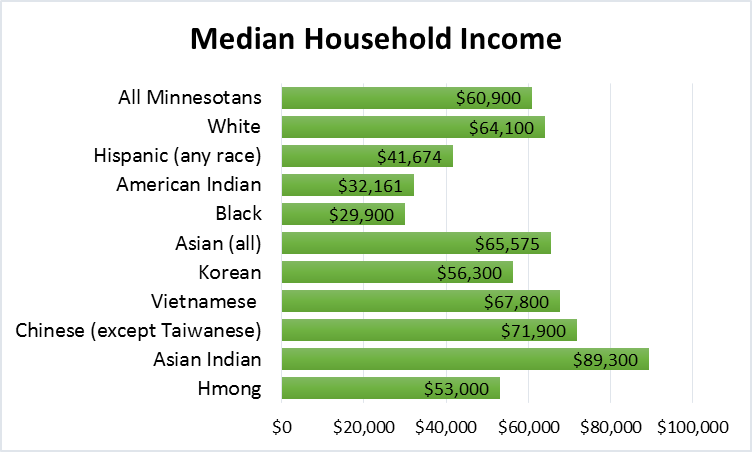 Median Household Income
All Minnesotans $60,900
White $64,100
Hispanic (any race) $41,674
American Indian $32,161
Black $29,900
Asian (all) $65,575
Korean $56,300
Vietnamese $67,800
Chinese (except Taiwanese) $71,900
Asian Indian $89,300
Hmong $53,000
$0 $20,000 $40,000 $60,000 $80,000 $100,000